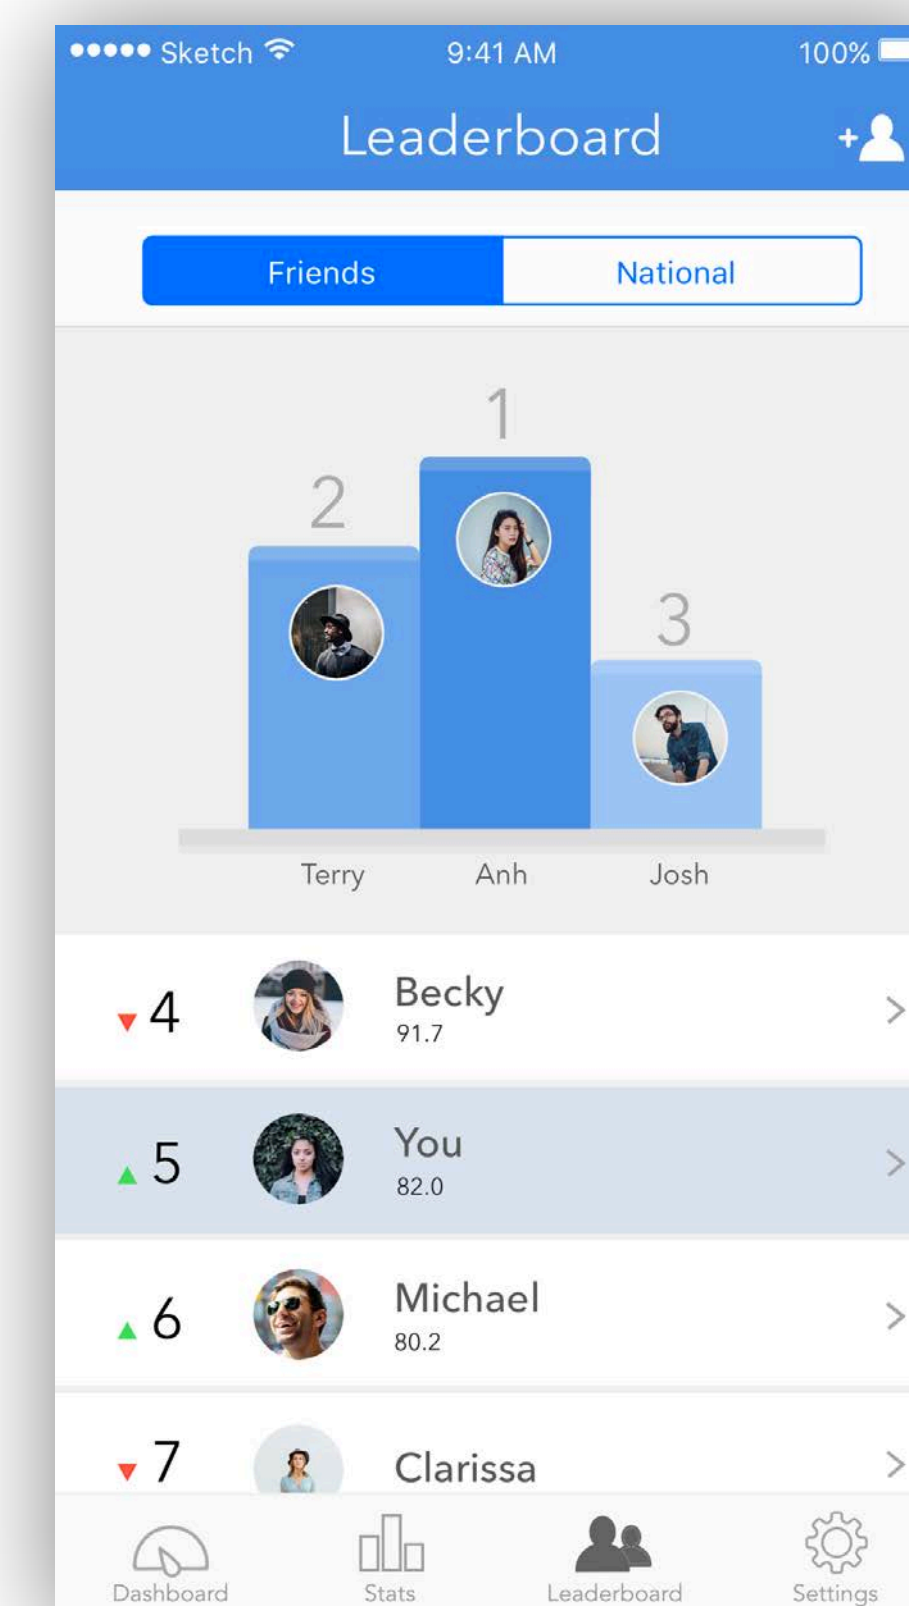 Sketch 9:41 AM 100%
Leaderboard +
Friends National
1
2
3
Terry Anh Josh
4 Becky
91.7
5 You
82.0
6 Michael
80.2
7 Clarissa
Dashboard Stats Leaderboard Settings